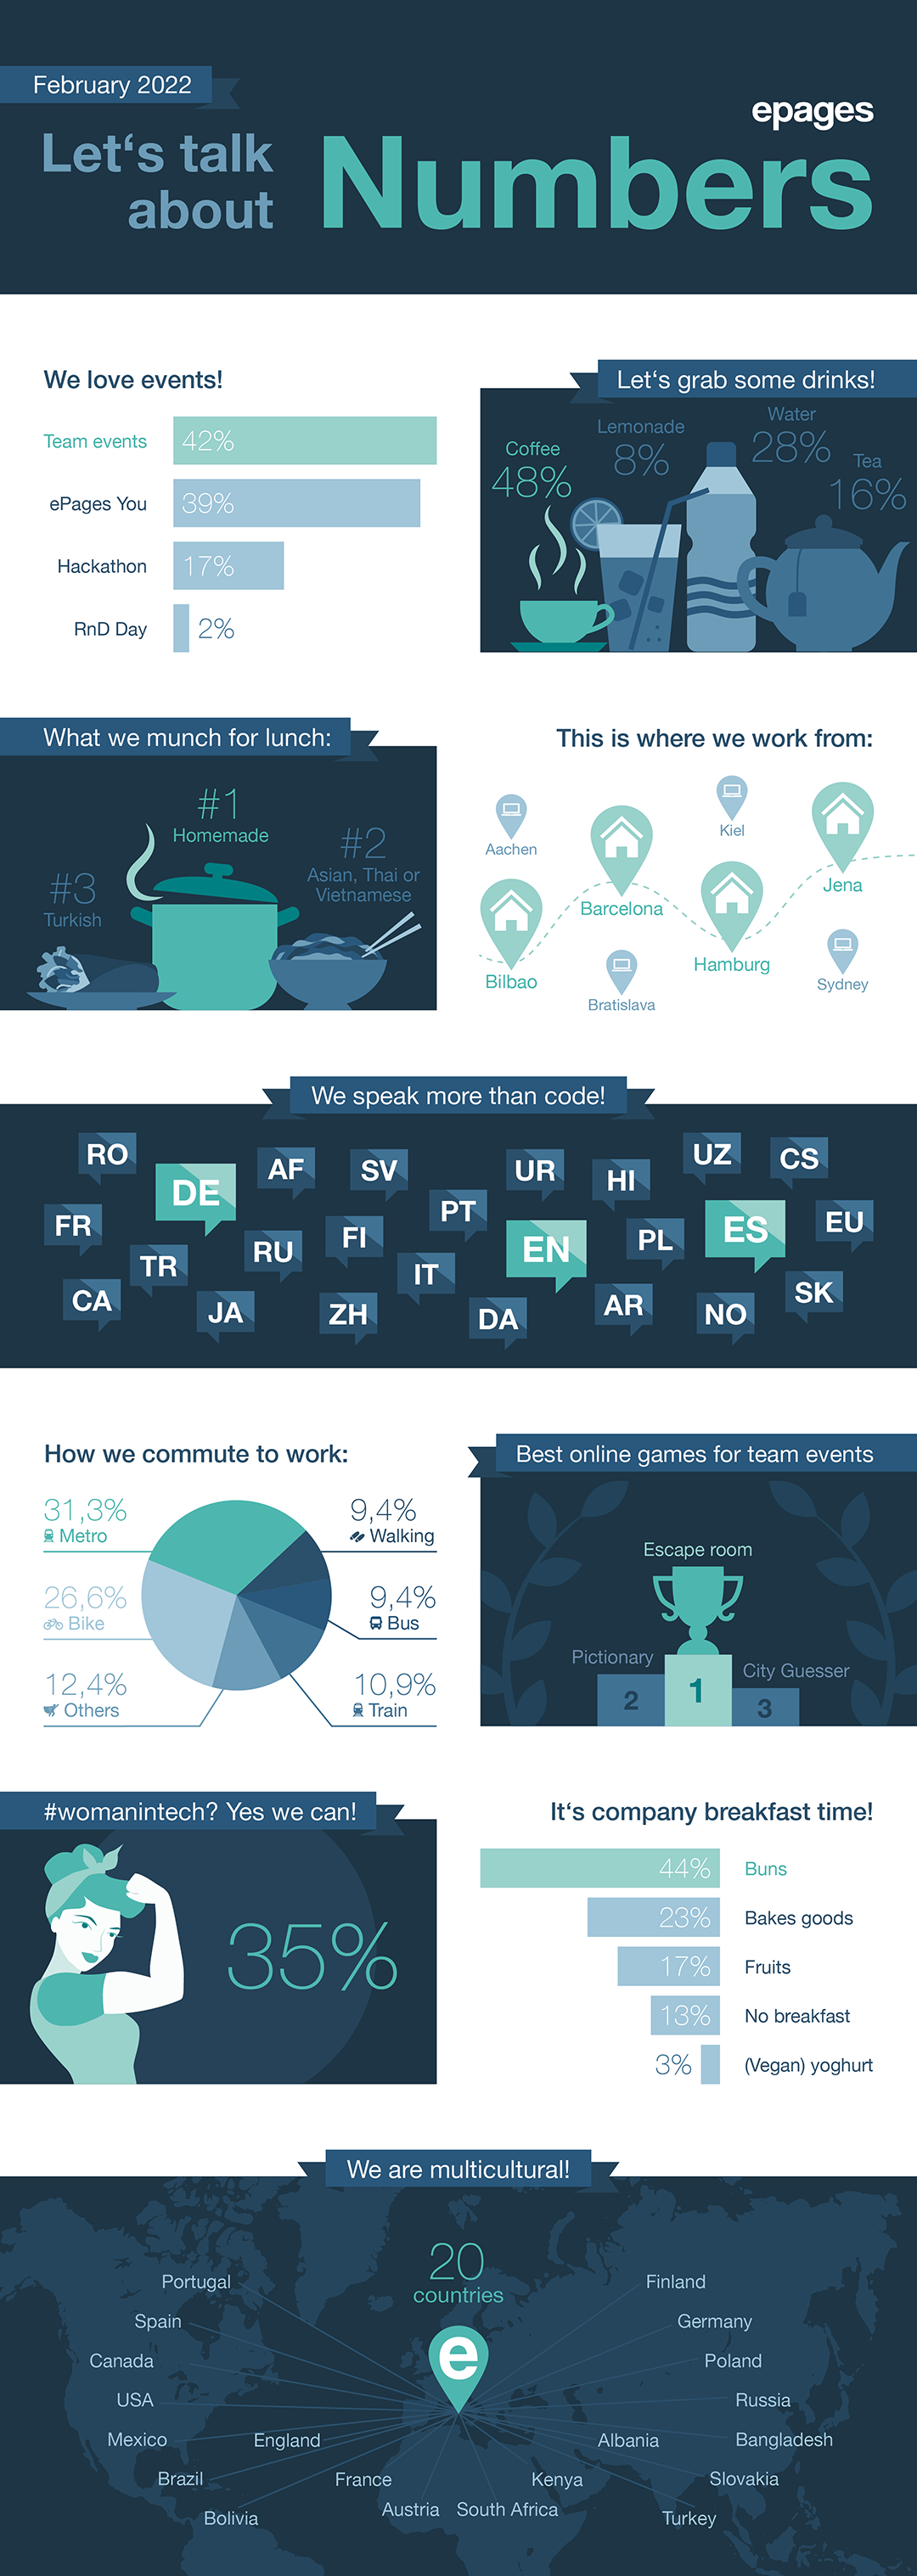 February 2022
epages
Let‘s talk
about
Numbers
We love events!
Team events 42%
ePages You 39%
Hackathon 17%
RnD Day 2%
Let‘s grab some drinks!
Coffee
48%
Lemonade
8%
Water
28%
Tea
16%
What we munch for lunch:
#1
Homemade
#2
Asian, Thai or
Vietnamese
#3
Turkish
This is where we work from:
Aachen
Kiel
Jena
Barcelona
Hamburg
Bilbao
Sydney
Bratislava
We speak more than code!
RO
DE
AF
SV
UR
HI
UZ
CS
FR
TR
RU
FI
PT
EN
PL
ES
EU
CA
JA
ZH
IT
DA
AR
NO
SK
How we commute to work:
31,3%
Metro
26,6%
Bike
12,4%
Others
9,4%
Walking
9,4%
Bus
10,9%
Train
Best online games for team events
Escape room
Pictionary
City Guesser
2
1
3
#womanintech? Yes we can!
35%
It‘s company breakfast time!
44% Buns
23% Bakes goods
17% Fruits
13% No breakfast
3% (Vegan) yoghurt
We are multicultural!
20
countries
e
Portugal
Spain
Canada
USA
Mexico
Brazil
Bolivia
England
France
Austria
South Africa
Kenya
Albania
Finland
Germany
Poland
Russia
Bangladesh
Slovakia
Turkey